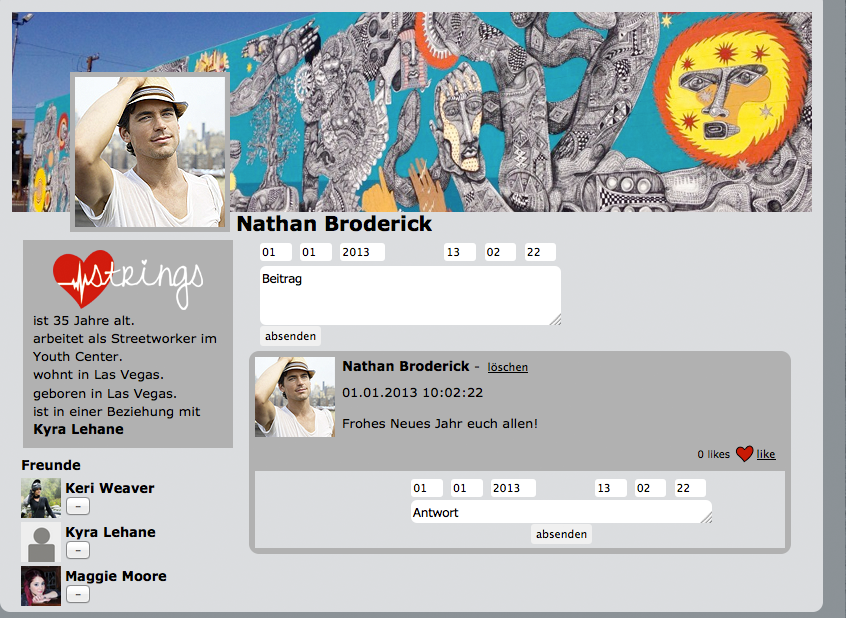 Nathan Broderick
01 01 2013 13 02 22
Beitrag
absenden
strings
ist 35 Jahre alt.
arbeitet als Streetworker im
Youth Center.
wohnt in Las Vegas.
geboren in Las Vegas.
ist in einer Beziehung mit
Kyra Lehane
Freunde
Keri Weaver
-
Kyra Lehane
-
Maggie Moore
-
Nathan Broderick - löschen
01.01.2013 10:02:22
Frohes Neues Jahr euch allen!
0 likes like
01 01 2013 13 02 22
Antwort
absenden